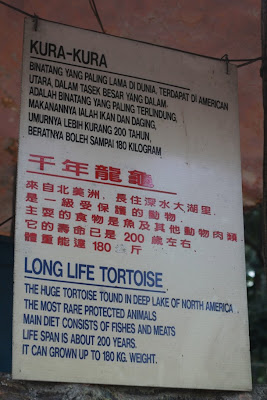 KURA-KURA
BINATANG YANG PALING LAMA DI DUNIA, TERDAPAT DI AMERICAN
UTARA, DALAM TASEK BESAR YANG DALAM.
ADALAH BINATANG YANG PALING TERLINDUNG,
MAKANANNYA IALAH IKAN DAN DAGING,
UMURNYA LEBIH KURANG 200 TAHUN,
BERATNYA BOLEH SAMPAI 180 KILOGRAM
千年龍龜
來自北美洲，長住深水大湖里，
是一級受保護的動物。
主要的食物是魚及其他動物肉類
它的壽命已是 200 歲左右。
體重能達 180 公斤
LONG LIFE TORTOISE
THE HUGE TORTOISE TOUND IN DEEP LAKE OF NORTH AMERICA.
THE MOST RARE PROTECTED ANIMALS
MAIN DIET CONSISTS OF FISHES AND MEATS
LIFE SPAN IS ABOUT 200 YEARS.
IT CAN GROWN UP TO 180 KG. WEIGHT.